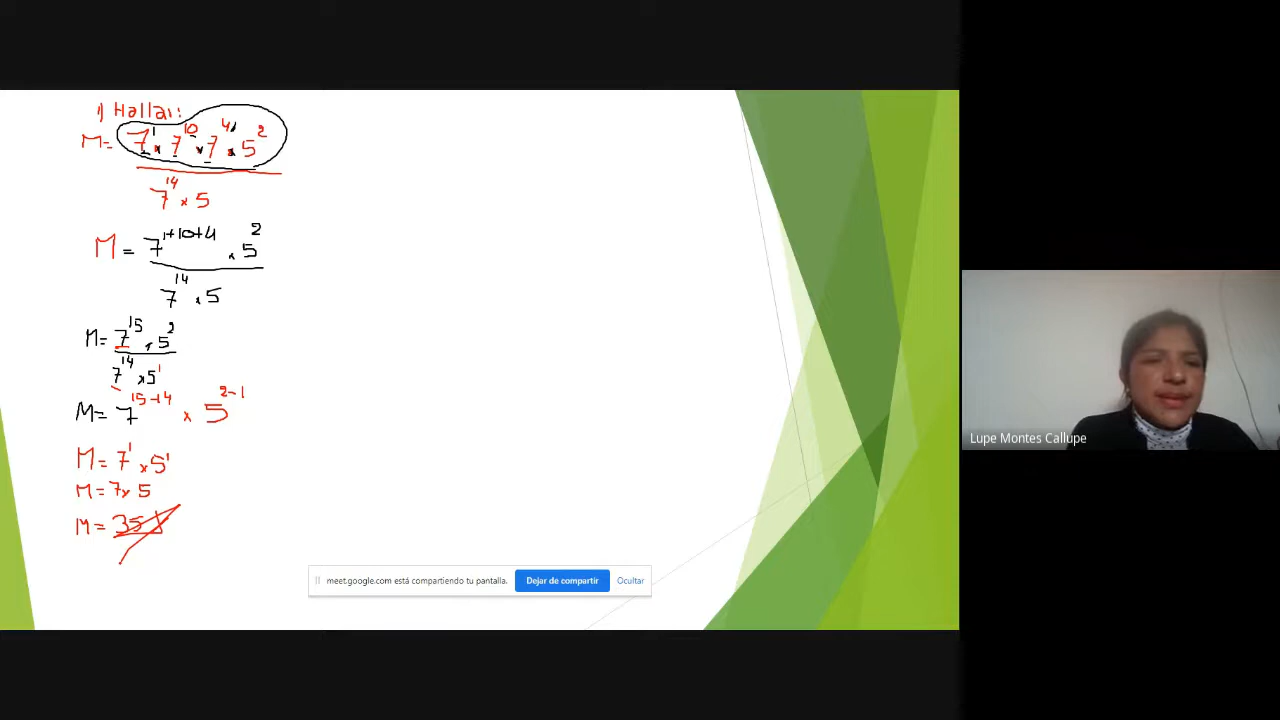 1) Hallar:
M= 7¹ x 7¹⁰ x 7⁴ x 5²
7¹⁴ x 5
M = 7¹⁺¹⁰⁺⁴ x 5²
7¹⁴ x 5
M= 7¹⁵ x 5²
7¹⁴ x 5¹
M= 7¹⁵⁻¹⁴ x 5²⁻¹
M= 7¹ x 5¹
M= 7x 5
M= 35
meet.google.com está compartiendo tu pantalla. Dejar de compartir Ocultar
Lupe Montes Callupe